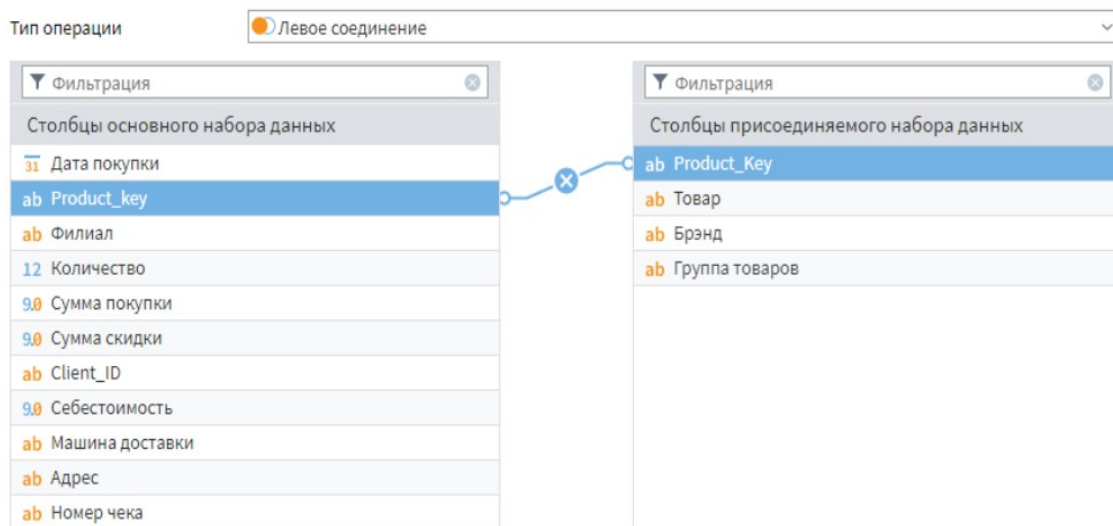 Тип операции
Левое соединение
Фильтрация
Столбцы основного набора данных
31 Дата покупки
ab Product_key
ab Филиал
12 Количество
9.0 Сумма покупки
9.0 Сумма скидки
ab Client_ID
9.0 Себестоимость
ab Машина доставки
ab Адрес
ab Номер чека
Фильтрация
Столбцы присоединяемого набора данных
ab Product_Key
ab Товар
ab Брэнд
ab Группа товаров